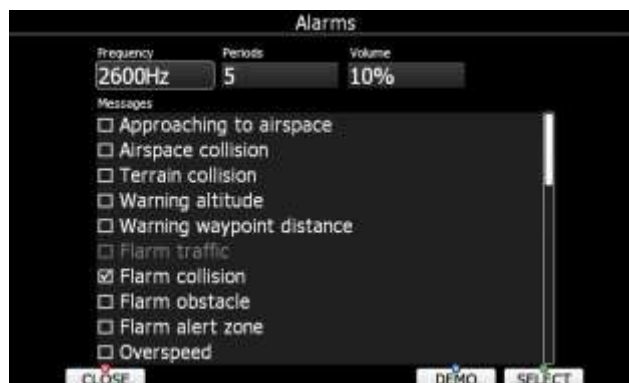 Alarms
Frequency Periods Volume
2600Hz 5 10%
Messages
Approaching to airspace
Airspace collision
Terrain collision
Warning altitude
Warning waypoint distance
Flarm traffic
Flarm collision
Flarm obstacle
Flarm alert zone
Overspeed
CLOSE DEMO SELECT